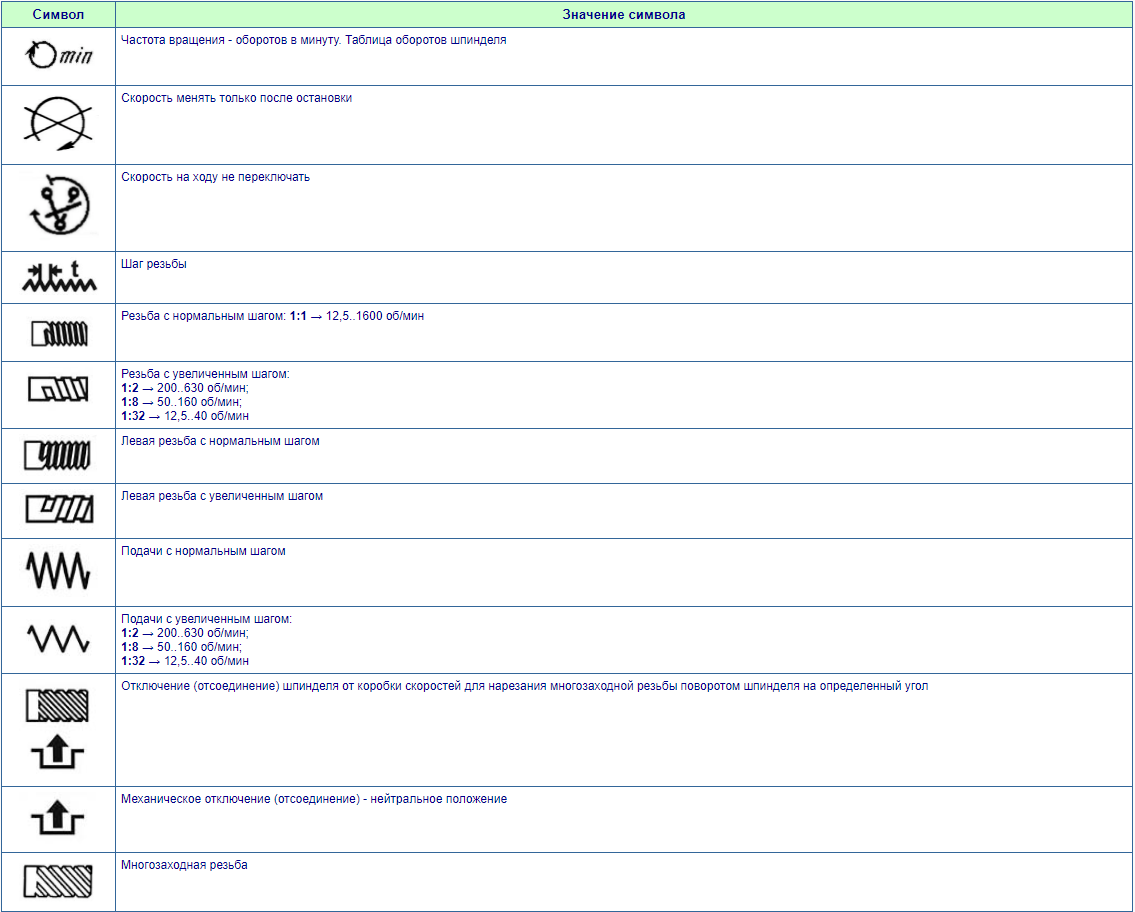 Символ
Значение символа
min
Частота вращения - оборотов в минуту. Таблица оборотов шпинделя
Скорость менять только после остановки
Скорость на ходу не переключать
t
Шаг резьбы
Резьба с нормальным шагом: 1:1 → 12,5..1600 об/мин
Резьба с увеличенным шагом:
1:2 → 200..630 об/мин;
1:8 → 50..160 об/мин;
1:32 → 12,5..40 об/мин
Левая резьба с нормальным шагом
Левая резьба с увеличенным шагом
Подачи с нормальным шагом
Подачи с увеличенным шагом:
1:2 → 200..630 об/мин;
1:8 → 50..160 об/мин;
1:32 → 12,5..40 об/мин
Отключение (отсоединение) шпинделя от коробки скоростей для нарезания многозаходной резьбы поворотом шпинделя на определенный угол
Механическое отключение (отсоединение) - нейтральное положение
Многозаходная резьба